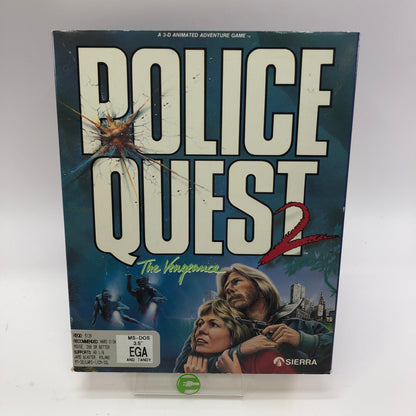 A 3-D ANIMATED ADVENTURE GAME
POLICE
QUEST 2
The Vengeance
MS-DOS
3.5"
EGA
AND TANDY
SIERRA